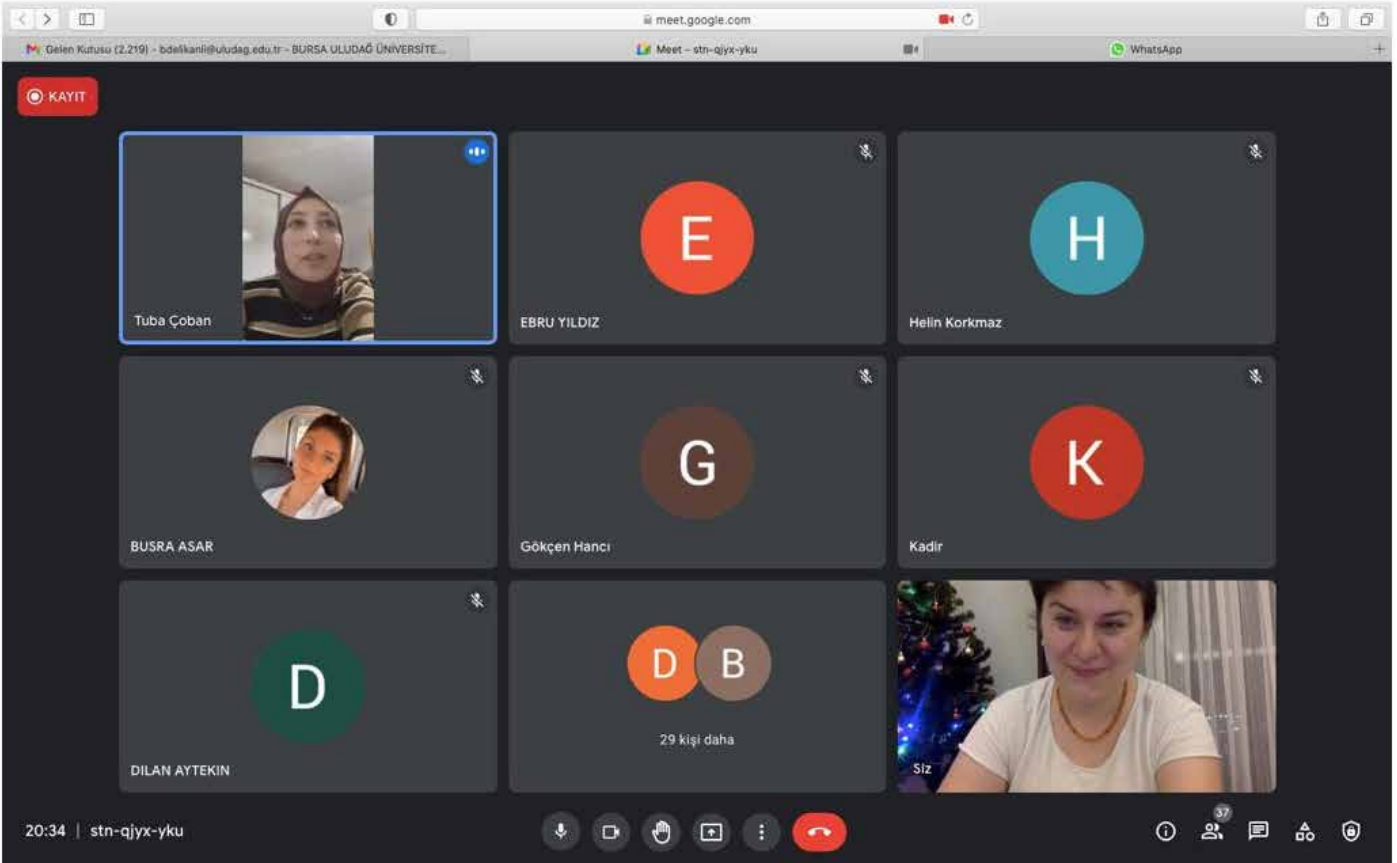 meet.google.com
Gelen Kutusu (2.219) - bdelikanli@uludag.edu.tr - BURSA ULUDAĞ ÜNİVERSİTE...
Meet - stn-qjyx-yku
WhatsApp
KAYIT
Tuba Çoban
E
EBRU YILDIZ
H
Helin Korkmaz
BUSRA ASAR
G
Gökçen Hancı
K
Kadir
D
DILAN AYTEKIN
D B
29 kişi daha
Siz
20:34 | stn-qjyx-yku
37